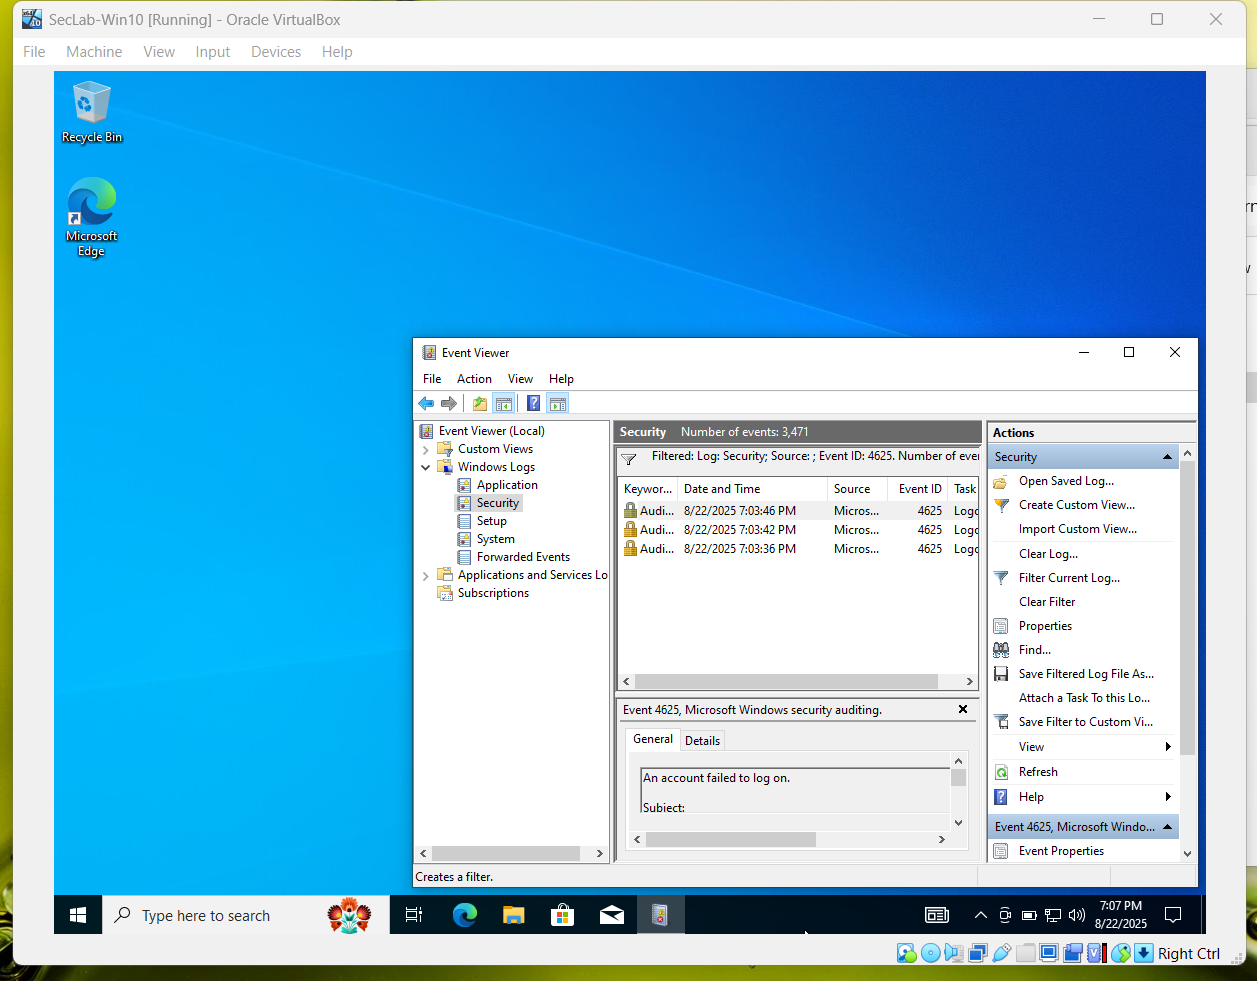 SecLab-Win10 [Running] - Oracle VirtualBox
File Machine View Input Devices Help
Recycle Bin
Microsoft
Edge
Event Viewer
File Action View Help
Event Viewer (Local)
Custom Views
Windows Logs
Application
Security
Setup
System
Forwarded Events
Applications and Services Lo
Subscriptions
Security Number of events: 3,471
Filtered: Log: Security; Source: ; Event ID: 4625. Number of ever
Keywor... Date and Time Source Event ID Task
Audi... 8/22/2025 7:03:46 PM Micros... 4625 Logo
Audi... 8/22/2025 7:03:42 PM Micros... 4625 Logo
Audi... 8/22/2025 7:03:36 PM Micros... 4625 Logo
Event 4625, Microsoft Windows security auditing.
General Details
An account failed to log on.
Subject:
Actions
Security
Open Saved Log...
Create Custom View...
Import Custom View...
Clear Log...
Filter Current Log...
Clear Filter
Properties
Find...
Save Filtered Log File As...
Attach a Task To this Lo...
Save Filter to Custom Vi...
View
Refresh
Help
Event 4625, Microsoft Windo...
Event Properties
Creates a filter.
Type here to search
7:07 PM
8/22/2025
Right Ctrl